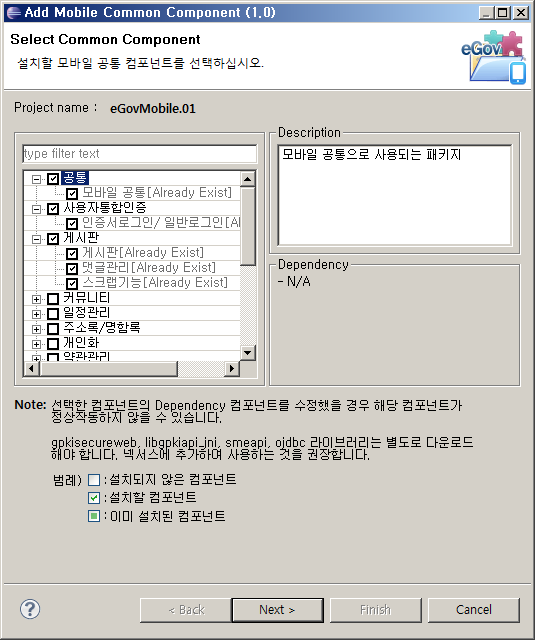 Add Mobile Common Component (1.0)
Select Common Component
설치할 모바일 공통 컴포넌트를 선택하십시오.
eGov
Project name : eGovMobile.01
type filter text
공통
모바일 공통[Already Exist]
사용자통합인증
인증서로그인/ 일반로그인[Al
게시판
게시판[Already Exist]
댓글관리[Already Exist]
스크랩기능[Already Exist]
커뮤니티
일정관리
주소록/명함록
개인화
약관관리
Description
모바일 공통으로 사용되는 패키지
Dependency
- N/A
Note: 선택한 컴포넌트의 Dependency 컴포넌트를 수정했을 경우 해당 컴포넌트가
정상작동하지 않을 수 있습니다.
gpkisecureweb, libgpkiapi_jni, smeapi, ojdbc 라이브러리는 별도로 다운로드
해야 합니다. 넥서스에 추가하며 사용하는 것을 권장합니다.
범례) : 설치되지 않은 컴포넌트
: 설치할 컴포넌트
: 이미 설치된 컴포넌트
?
< Back
Next >
Finish
Cancel